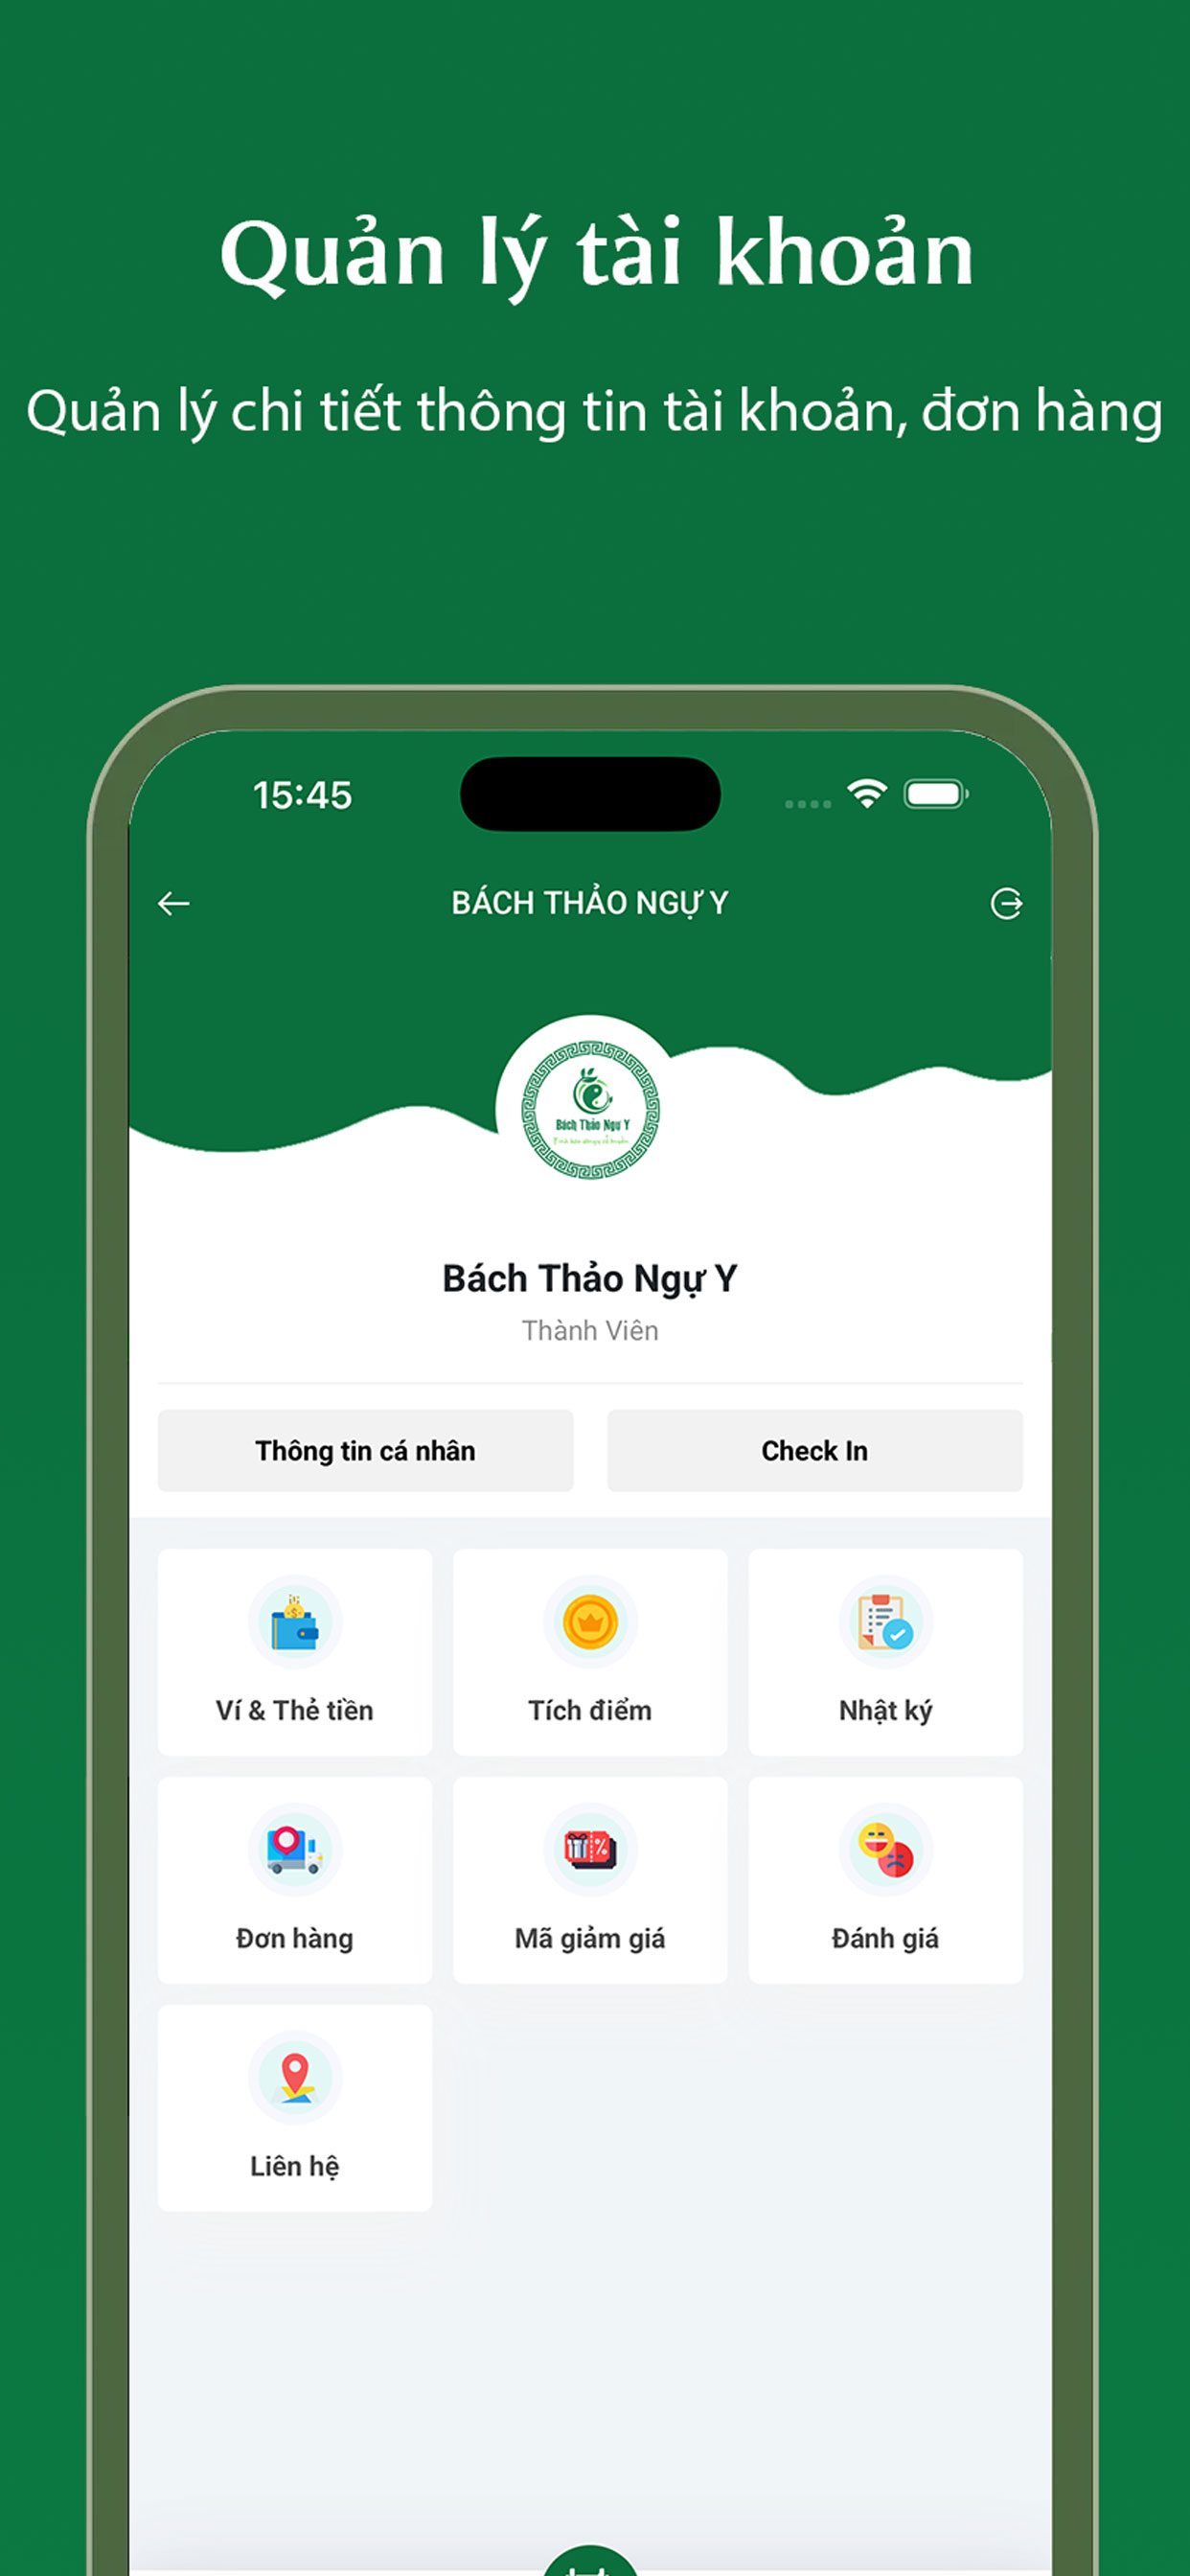 Quản lý tài khoản
Quản lý chi tiết thông tin tài khoản, đơn hàng
15:45
BÁCH THẢO NGỰ Y
Bách Thảo Ngự Y
Bách Thảo Ngự Y
Thành Viên
Thông tin cá nhân
Check In
Ví & Thẻ tiền
Tích điểm
Nhật ký
Đơn hàng
Mã giảm giá
Đánh giá
Liên hệ